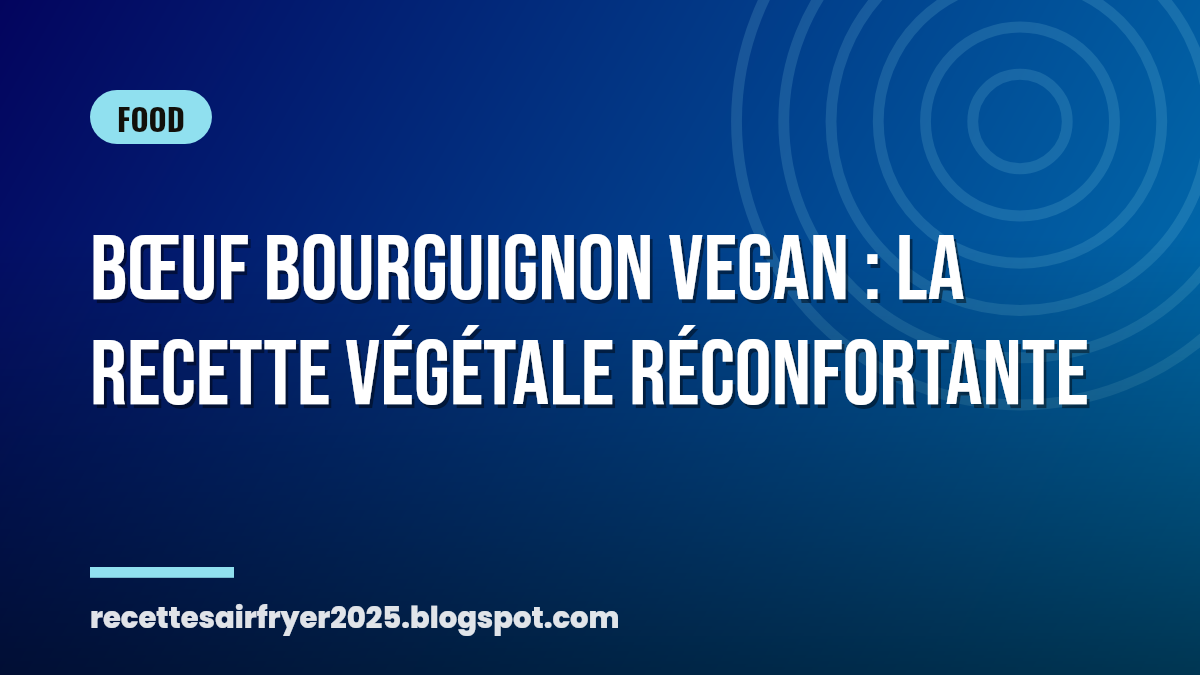 FOOD
BŒUF BOURGUIGNON VEGAN : LA
RECETTE VÉGÉTALE RÉCONFORTANTE
recettesairfryer2025.blogspot.com